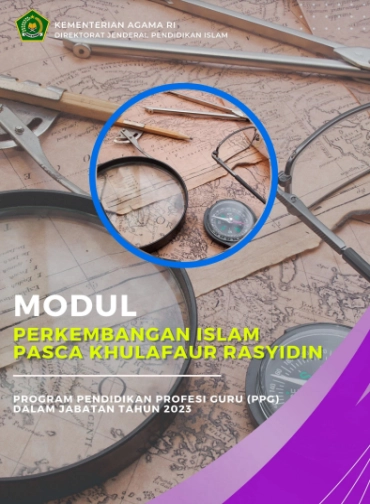 KEMENTERIAN AGAMA RI
DIREKTORAT JENDERAL PENDIDIKAN ISLAM
MODUL
PERKEMBANGAN ISLAM
PASCA KHULAFAUR RASYIDIN
PROGRAM PENDIDIKAN PROFESI GURU (PPG)
DALAM JABATAN TAHUN 2023